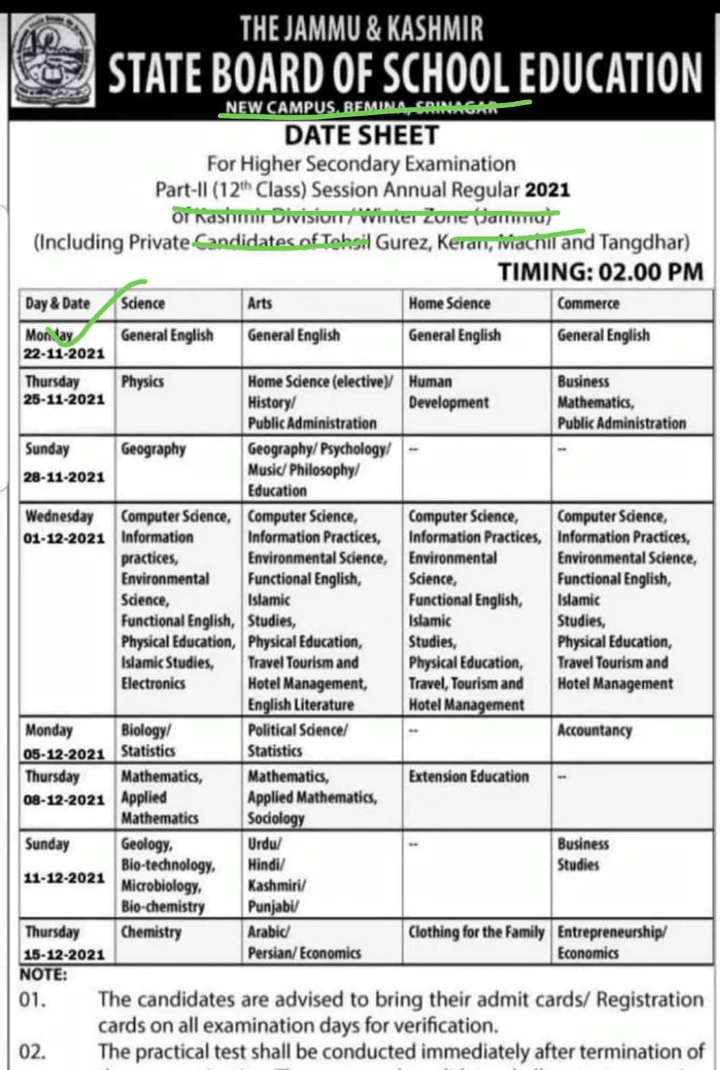 THE JAMMU & KASHMIR
STATE BOARD OF SCHOOL EDUCATION
NEW CAMPUS, BEMINA, SRINAGAR
DATE SHEET
For Higher Secondary Examination
Part-II (12th Class) Session Annual Regular 2021
of Kashmir Division/Winter Zone (Jammu)
(Including Private Candidates of Tehsil Gurez, Keran, Machil and Tangdhar)
TIMING: 02.00 PM
Day & Date
Science
Arts
Home Science
Commerce
Monday
22-11-2021
General English
General English
General English
General English
Thursday
25-11-2021
Physics
Home Science (elective)/
History/
Public Administration
Human
Development
Business
Mathematics,
Public Administration
Sunday
28-11-2021
Geography
Geography/ Psychology/
Music/ Philosophy/
Education
--
--
Wednesday
01-12-2021
Computer Science,
Information
practices,
Environmental
Science,
Functional English,
Physical Education,
Islamic Studies,
Electronics
Computer Science,
Information Practices,
Environmental Science,
Functional English,
Islamic
Studies,
Physical Education,
Travel Tourism and
Hotel Management,
English Literature
Computer Science,
Information Practices,
Environmental
Science,
Functional English,
Islamic
Studies,
Physical Education,
Travel, Tourism and
Hotel Management
Computer Science,
Information Practices,
Environmental Science,
Functional English,
Islamic
Studies,
Physical Education,
Travel Tourism and
Hotel Management
Monday
05-12-2021
Biology/
Statistics
Political Science/
Statistics
--
Accountancy
Thursday
08-12-2021
Mathematics,
Applied
Mathematics
Mathematics,
Applied Mathematics,
Sociology
Extension Education
--
Sunday
11-12-2021
Geology,
Bio-technology,
Microbiology,
Bio-chemistry
Urdu/
Hindi/
Kashmiri/
Punjabi/
--
Business
Studies
Thursday
15-12-2021
Chemistry
Arabic/
Persian/ Economics
Clothing for the Family
Entrepreneurship/
Economics
NOTE:
01. The candidates are advised to bring their admit cards/ Registration
cards on all examination days for verification.
02. The practical test shall be conducted immediately after termination of